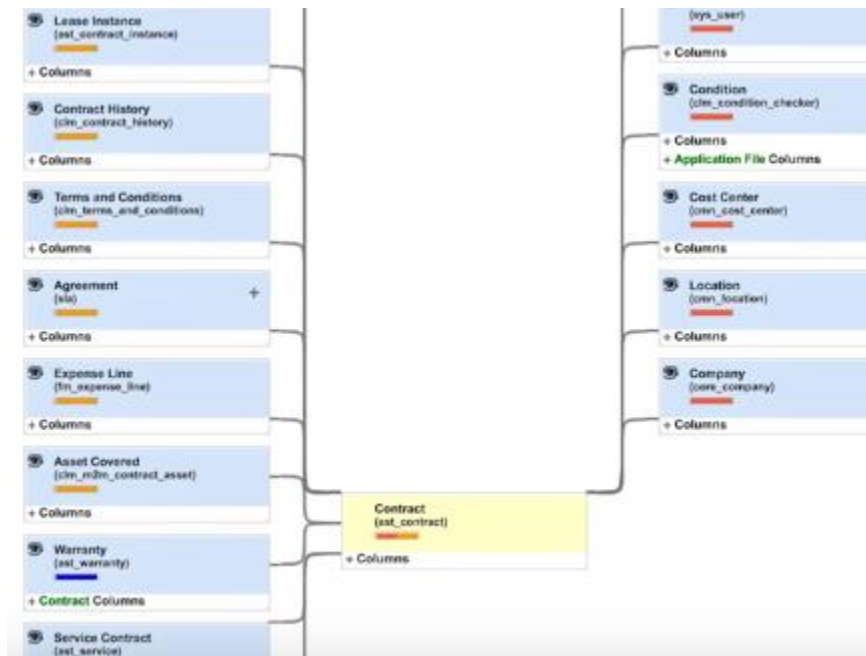 Lease Instance
(ast_contract_instance)
+ Columns
Contract History
(clm_contract_history)
+ Columns
Terms and Conditions
(clm_terms_and_conditions)
+ Columns
Agreement
(sla)
+
+ Columns
Expense Line
(fm_expense_line)
+ Columns
Asset Covered
(clm_m2m_contract_asset)
+ Columns
Warranty
(ast_warranty)
+ Contract Columns
Service Contract
(ast_service)
Contract
(ast_contract)
+ Columns
(sys_user)
+ Columns
Condition
(clm_condition_checker)
+ Columns
+ Application File Columns
Cost Center
(cmn_cost_center)
+ Columns
Location
(cmn_location)
+ Columns
Company
(core_company)
+ Columns